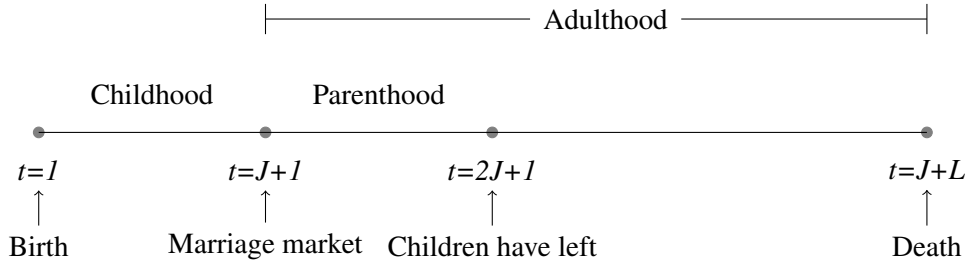 Adulthood
Childhood Parenthood
t=1 t=J+1 t=2J+1 t=J+L
Birth Marriage market Children have left Death